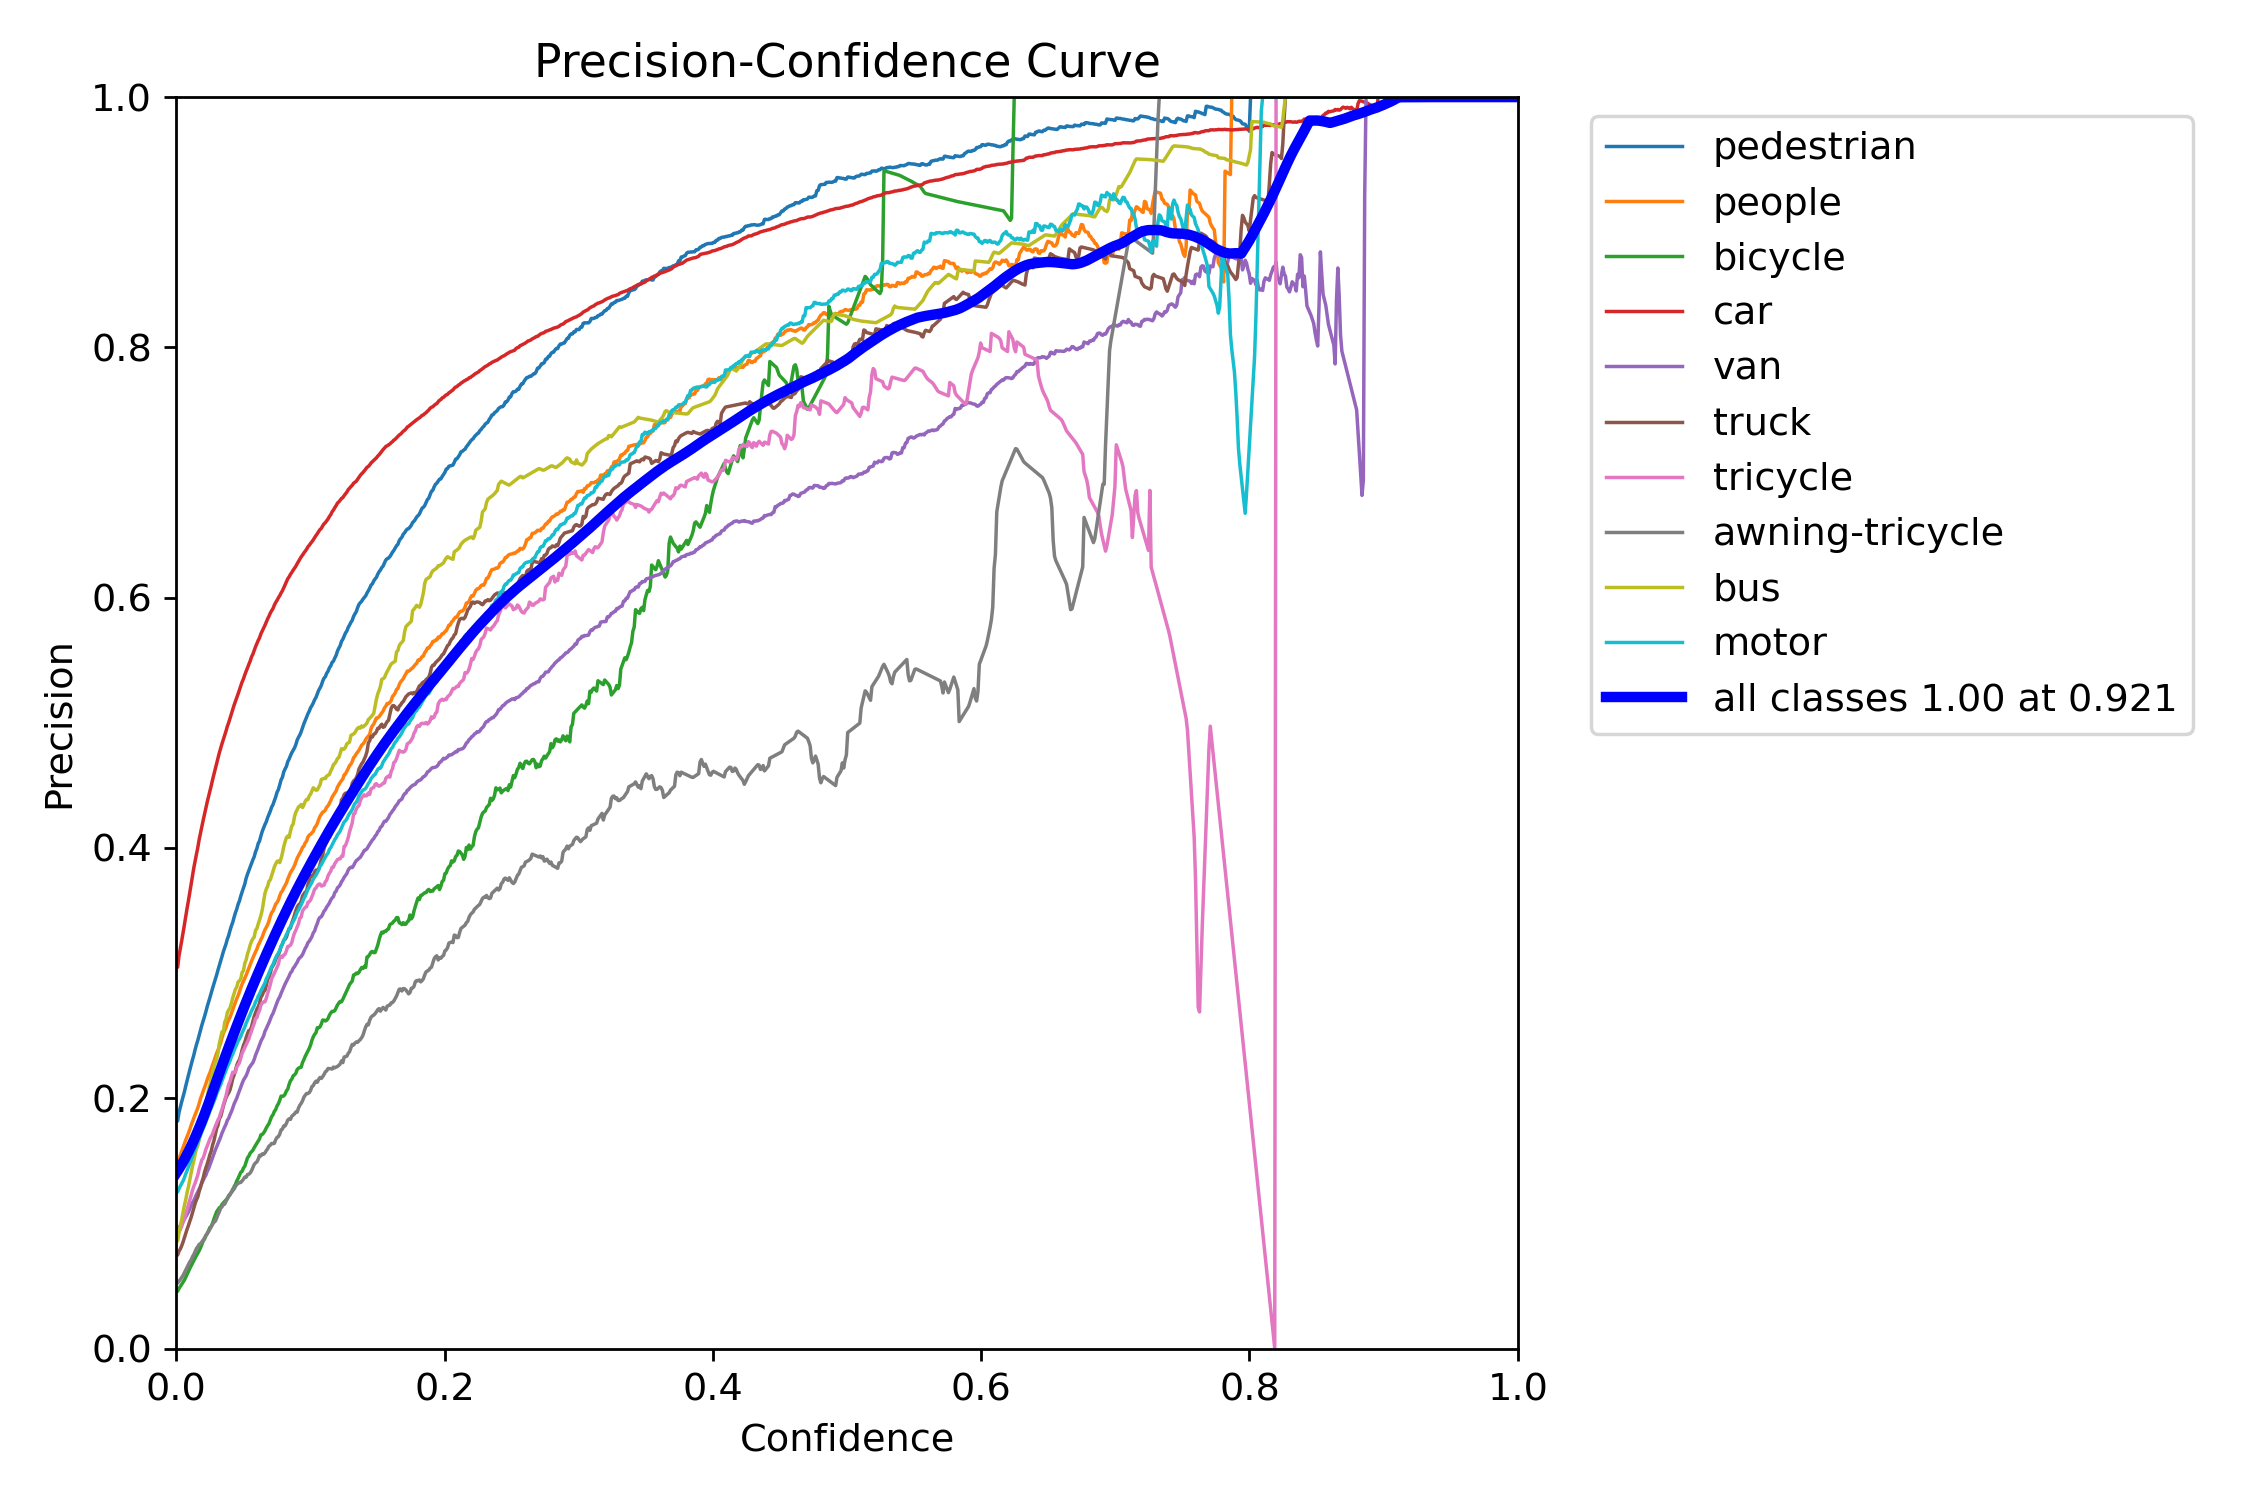 Precision-Confidence Curve
1.0
0.8
0.6
0.4
0.2
0.0
Precision
0.0 0.2 0.4 0.6 0.8 1.0
Confidence
pedestrian
people
bicycle
car
van
truck
tricycle
awning-tricycle
bus
motor
all classes 1.00 at 0.921